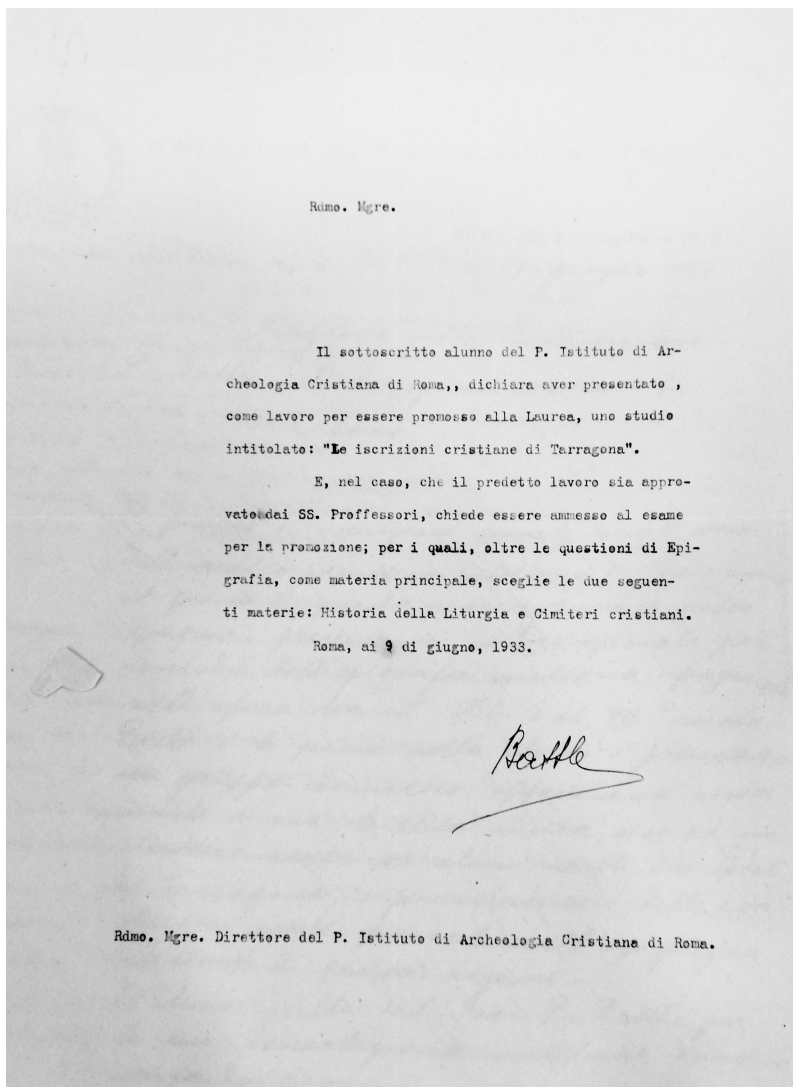 Rdmo. Mgre.
Il sottoscritto alunno del P. Istituto di Ar-
cheologia Cristiana di Roma,, dichiara aver presentato ,
come lavoro per essere promosso alla Laurea, uno studio
intitolato: "Le iscrizioni cristiane di Tarragona".
E, nel caso, che il predetto lavoro sia appro-
vato dai SS. Proffessori, chiede essere ammesso al esame
per la promozione; per i quali, oltre le questioni di Epi-
grafia, come materia principale, sceglie le due seguen-
ti materie: Historia della Liturgia e Cimiteri cristiani.
Roma, ai 9 di giugno, 1933.
Batlle
Rdmo. Mgre. Direttore del P. Istituto di Archeologia Cristiana di Roma.